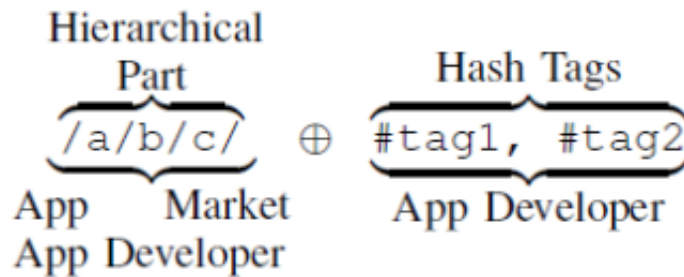 Hierarchical
Part
Hash Tags
/a/b/c/ ⊕ #tag1, #tag2
App Market
App Developer
App Developer